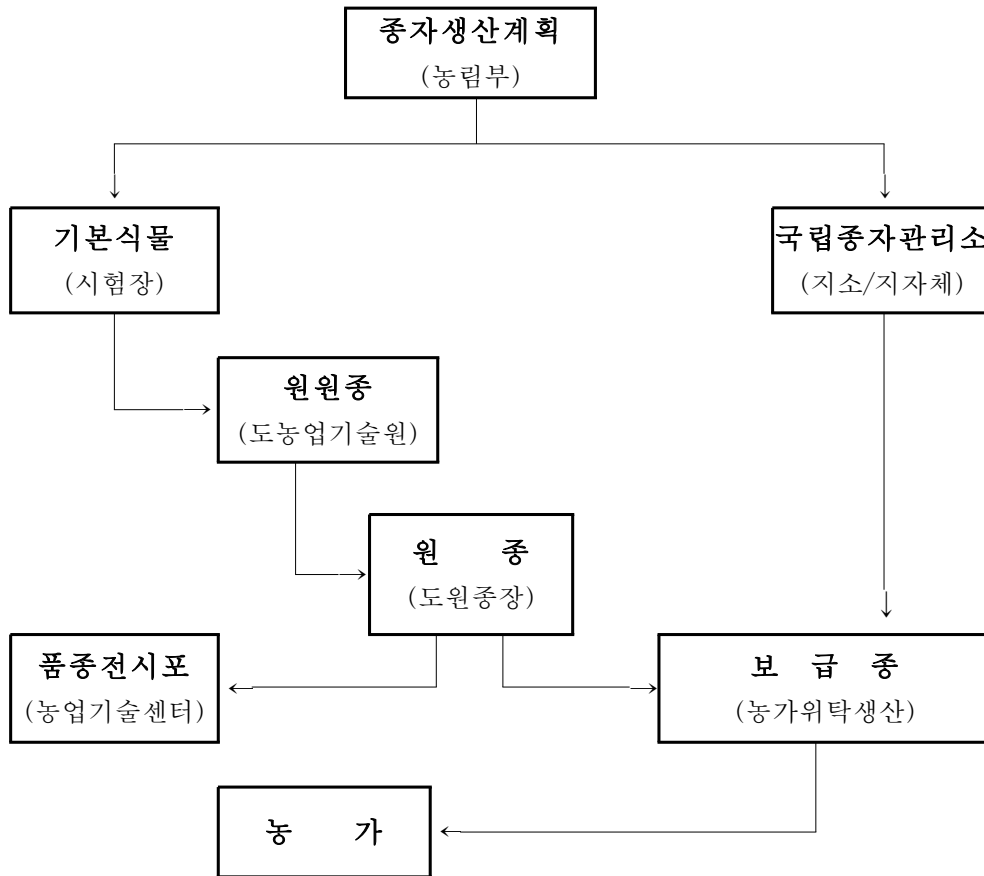 종자생산계획
(농림부)
기본식물
(시험장)
국립종자관리소
(지소/지자체)
원원종
(도농업기술원)
원 종
(도원종장)
품종전시포
(농업기술센터)
보 급 종
(농가위탁생산)
농 가